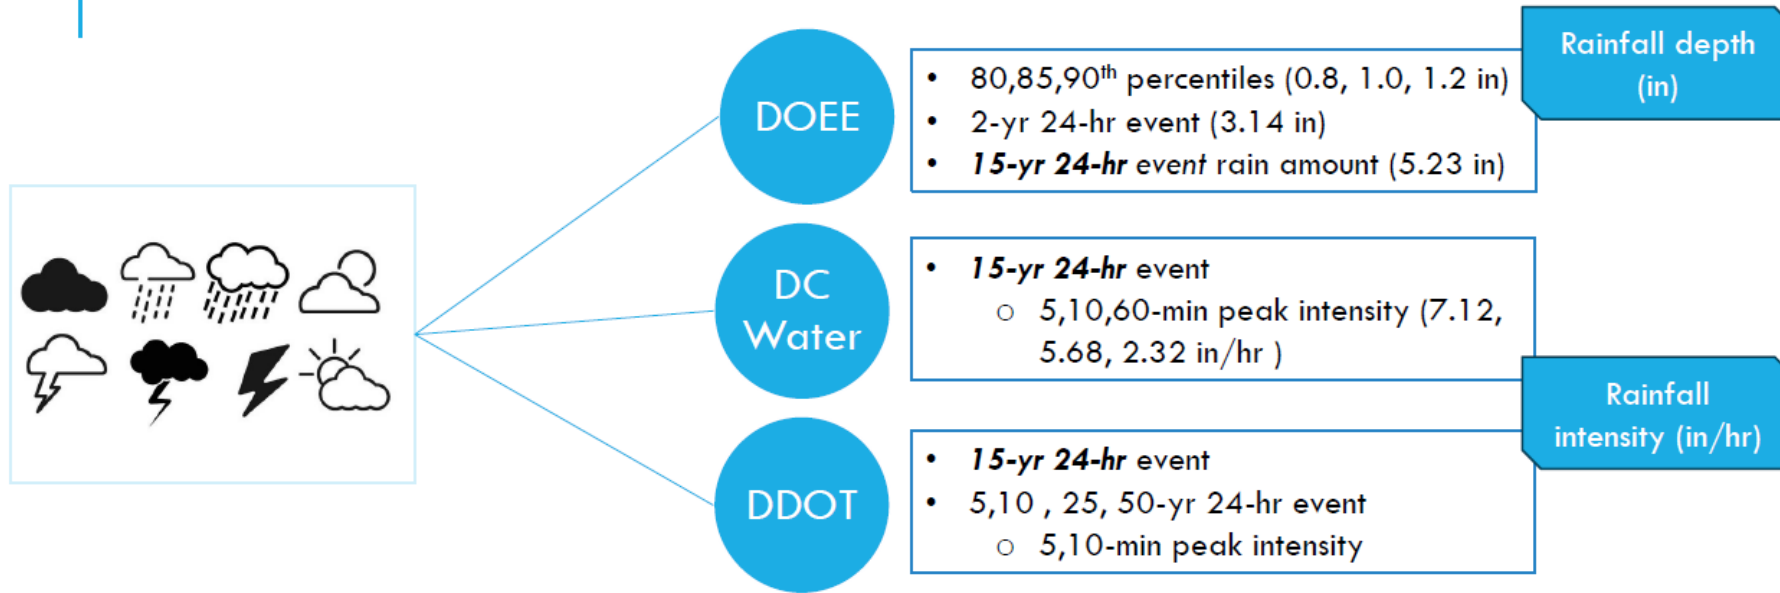 DOEE
• 80,85,90th percentiles (0.8, 1.0, 1.2 in)
• 2-yr 24-hr event (3.14 in)
• 15-yr 24-hr event rain amount (5.23 in)
Rainfall depth
(in)
DC
Water
• 15-yr 24-hr event
o 5,10,60-min peak intensity (7.12,
5.68, 2.32 in/hr )
Rainfall
intensity (in/hr)
DDOT
• 15-yr 24-hr event
• 5,10 , 25, 50-yr 24-hr event
o 5,10-min peak intensity